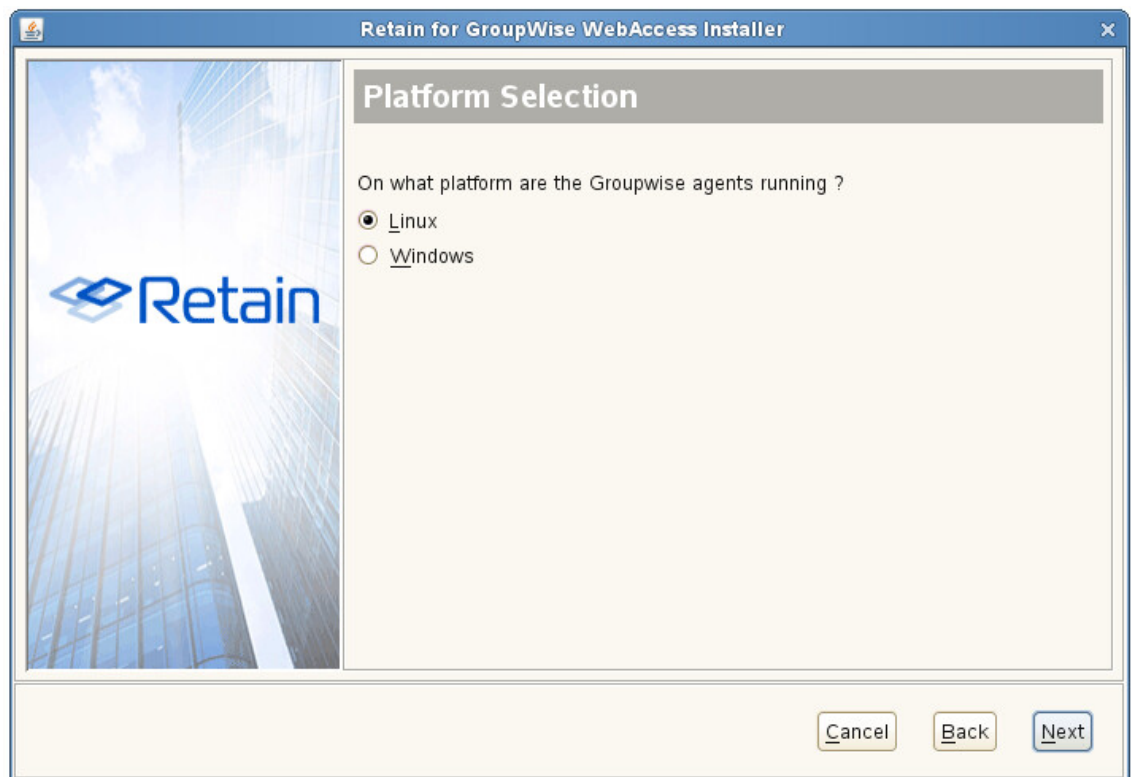 Retain for GroupWise WebAccess Installer
Platform Selection
On what platform are the Groupwise agents running ?
Linux
Windows
Retain
Cancel
Back
Next